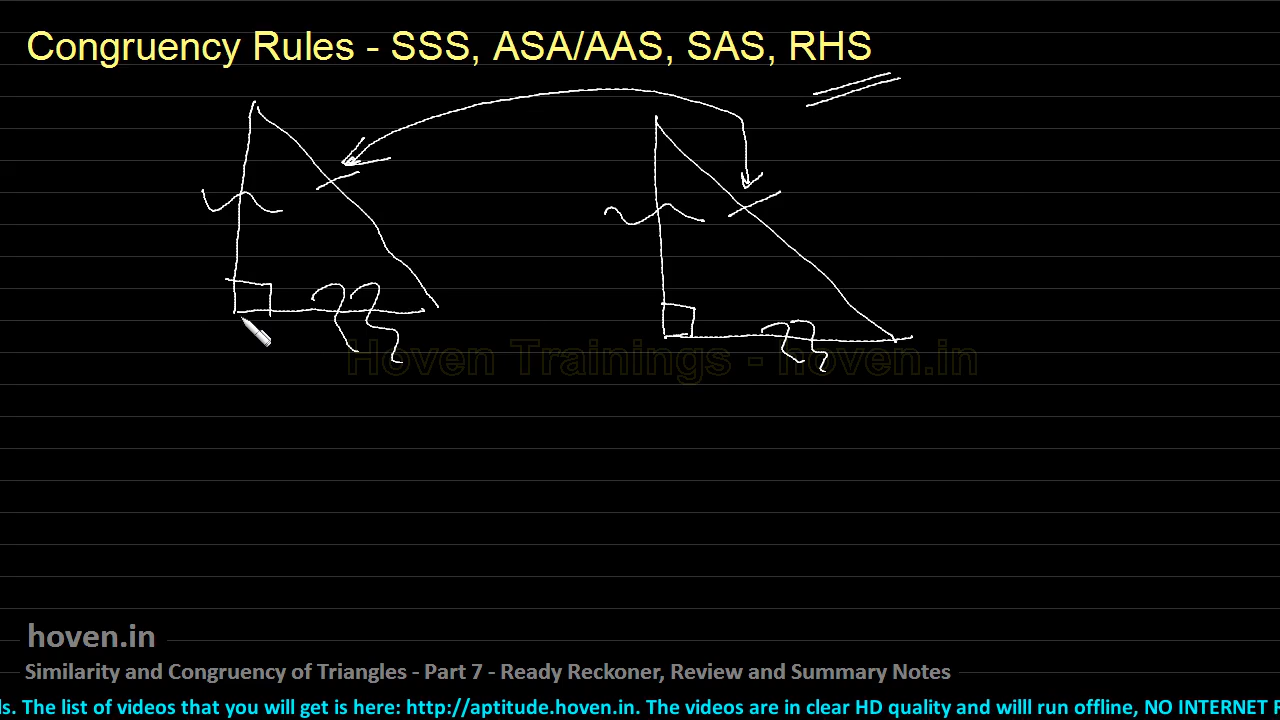 Congruency Rules - SSS, ASA/AAS, SAS, RHS
Hoven Trainings - hoven.in
hoven.in
Similarity and Congruency of Triangles - Part 7 - Ready Reckoner, Review and Summary Notes
ls. The list of videos that you will get is here: http://aptitude.hoven.in. The videos are in clear HD quality and willl run offline, NO INTERNET